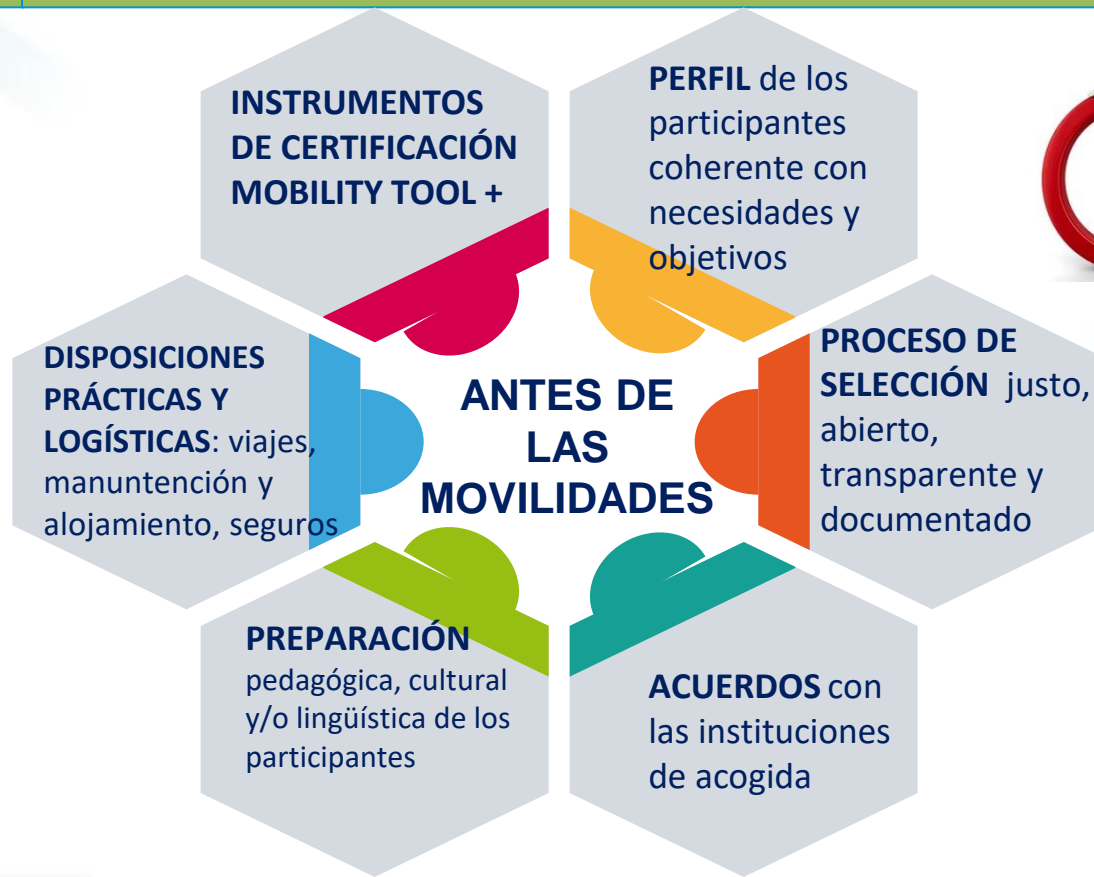 INSTRUMENTOS
DE CERTIFICACIÓN
MOBILITY TOOL +
PERFIL de los
participantes
coherente con
necesidades y
objetivos
DISPOSICIONES
PRÁCTICAS Y
LOGÍSTICAS: viajes,
manuntención y
alojamiento, seguros
ANTES DE
LAS
MOVILIDADES
PROCESO DE
SELECCIÓN justo,
abierto,
transparente y
documentado
PREPARACIÓN
pedagógica, cultural
y/o lingüística de los
participantes
ACUERDOS con
las instituciones
de acogida